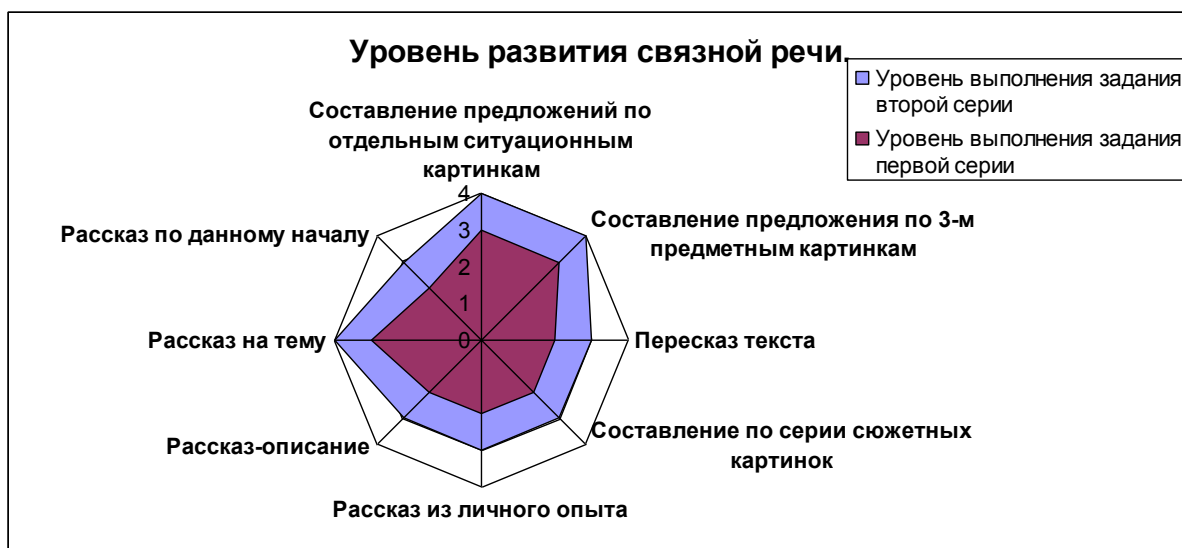 Уровень развития связной речи.
Уровень выполнения задания
второй серии
Уровень выполнения задания
первой серии
Составление предложений по
отдельным ситуационным
картинкам
4
3
2
1
0
Составление предложения по 3-м
предметным картинкам
Пересказ текста
Составление по серии сюжетных
картинок
Рассказ из личного опыта
Рассказ-описание
Рассказ на тему
Рассказ по данному началу